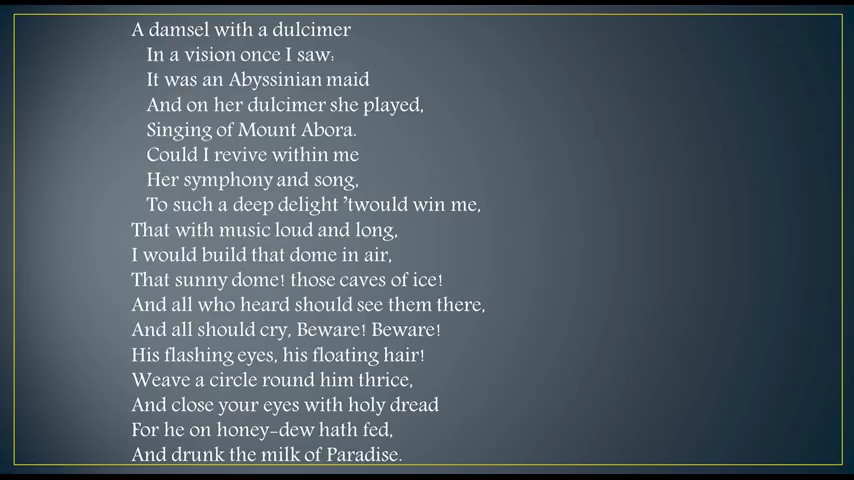 A damsel with a dulcimer
In a vision once I saw:
It was an Abyssinian maid
And on her dulcimer she played,
Singing of Mount Abora.
Could I revive within me
Her symphony and song,
To such a deep delight ’twould win me,
That with music loud and long,
I would build that dome in air,
That sunny dome! those caves of ice!
And all who heard should see them there,
And all should cry, Beware! Beware!
His flashing eyes, his floating hair!
Weave a circle round him thrice,
And close your eyes with holy dread
For he on honey-dew hath fed,
And drunk the milk of Paradise.